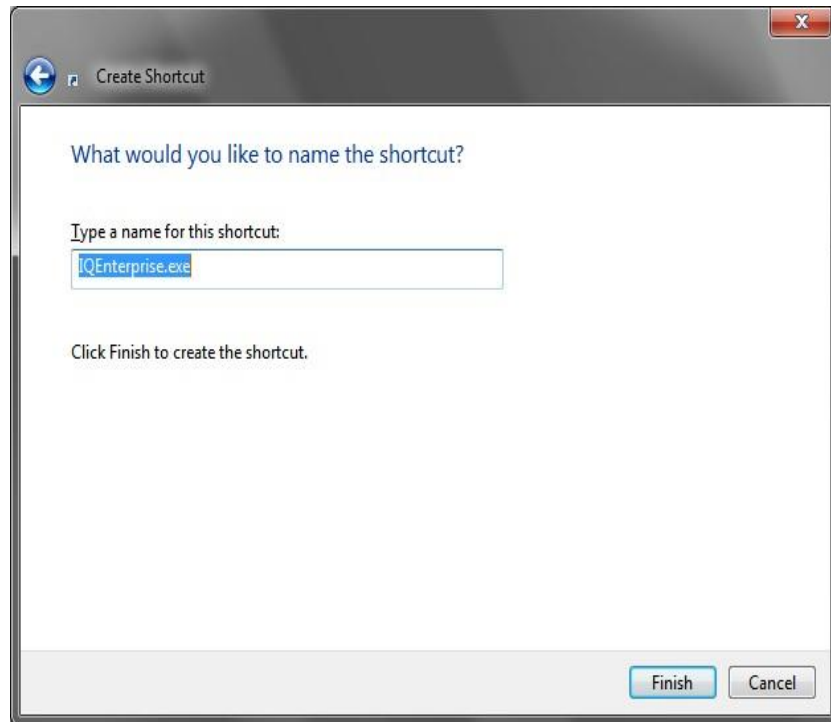 Create Shortcut
What would you like to name the shortcut?
Type a name for this shortcut:
IQEnterprise.exe
Click Finish to create the shortcut.
Finish Cancel